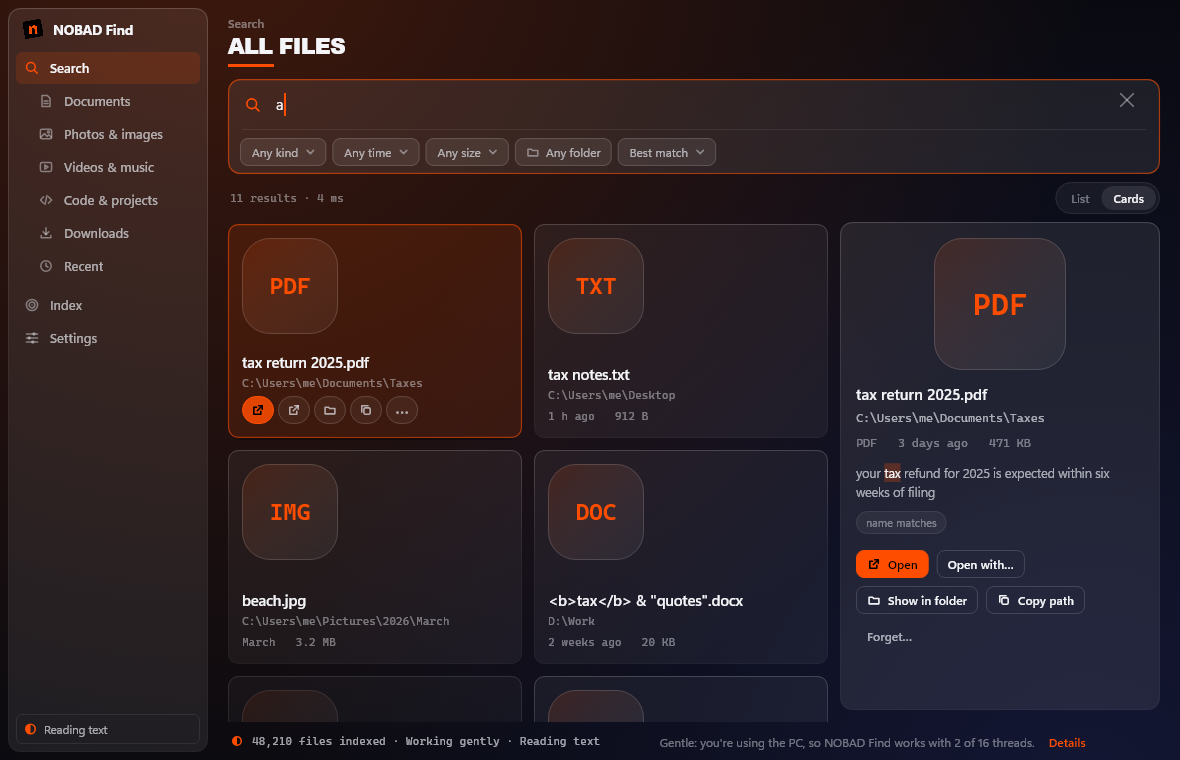 n NOBAD Find
Search
Documents
Photos & images
Videos & music
Code & projects
Downloads
Recent
Index
Settings
Reading text
Search
ALL FILES
a
Any kind
Any time
Any size
Any folder
Best match
11 results · 4 ms
List
Cards
PDF
tax return 2025.pdf
C:\Users\me\Documents\Taxes
...
TXT
tax notes.txt
C:\Users\me\Desktop
1 h ago 912 B
IMG
beach.jpg
C:\Users\me\Pictures\2026\March
March 3.2 MB
DOC
<b>tax</b> & "quotes".docx
D:\Work
2 weeks ago 20 KB
PDF
tax return 2025.pdf
C:\Users\me\Documents\Taxes
PDF 3 days ago 471 KB
your tax refund for 2025 is expected within six
weeks of filing
name matches
Open
Open with...
Show in folder
Copy path
Forget...
48,210 files indexed · Working gently · Reading text
Gentle: you're using the PC, so NOBAD Find works with 2 of 16 threads. Details